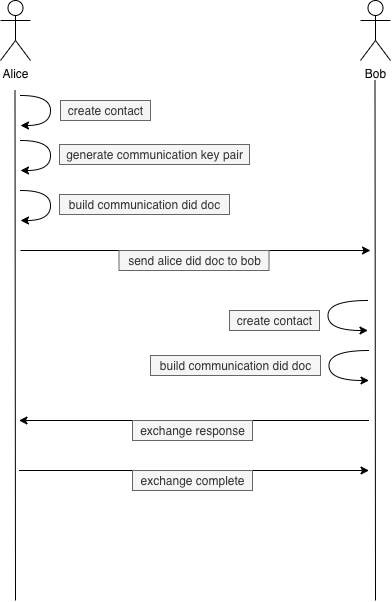 Alice
Bob
create contact
generate communication key pair
build communication did doc
send alice did doc to bob
create contact
build communication did doc
exchange response
exchange complete